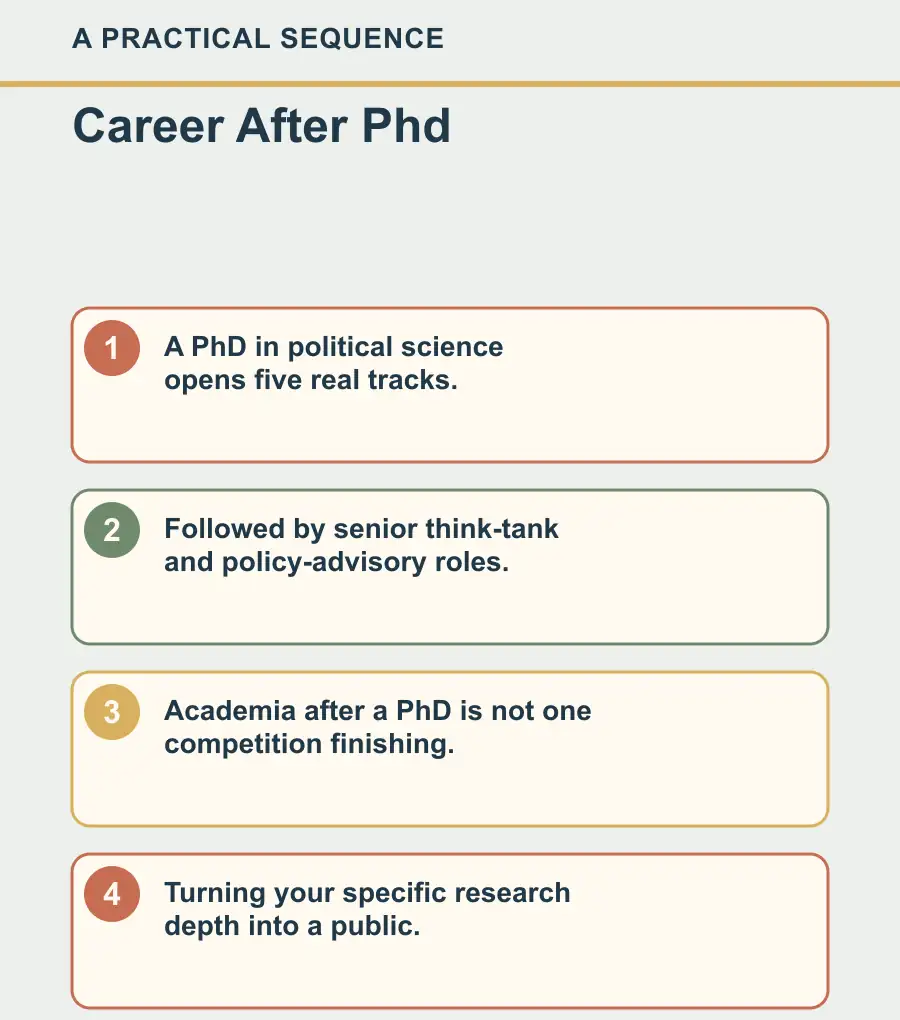 A PRACTICAL SEQUENCE
Career After Phd
1
A PhD in political science
opens five real tracks.
2
Followed by senior think-tank
and policy-advisory roles.
3
Academia after a PhD is not one
competition finishing.
4
Turning your specific research
depth into a public.